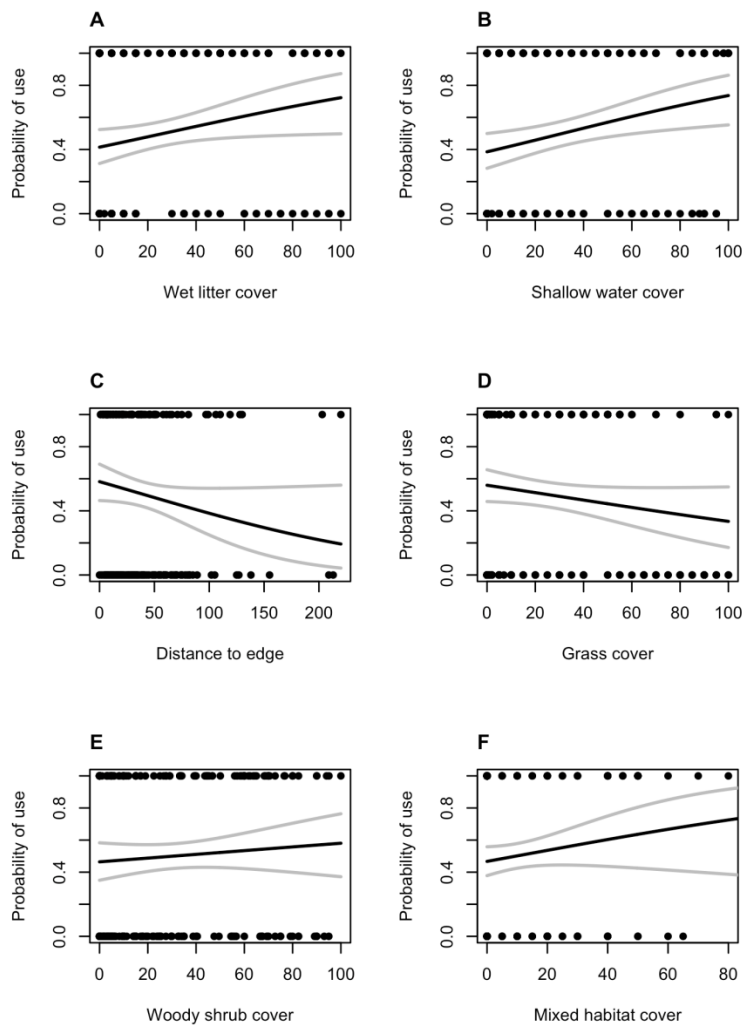 A B
Probability of use Probability of use
0.0 0.4 0.8 0.0 0.4 0.8
0 20 40 60 80 100 0 20 40 60 80 100
Wet litter cover Shallow water cover
C D
Probability of use Probability of use
0.0 0.4 0.8 0.0 0.4 0.8
0 50 100 150 200 0 20 40 60 80 100
Distance to edge Grass cover
E F
Probability of use Probability of use
0.0 0.4 0.8 0.0 0.4 0.8
0 20 40 60 80 100 0 20 40 60 80
Woody shrub cover Mixed habitat cover